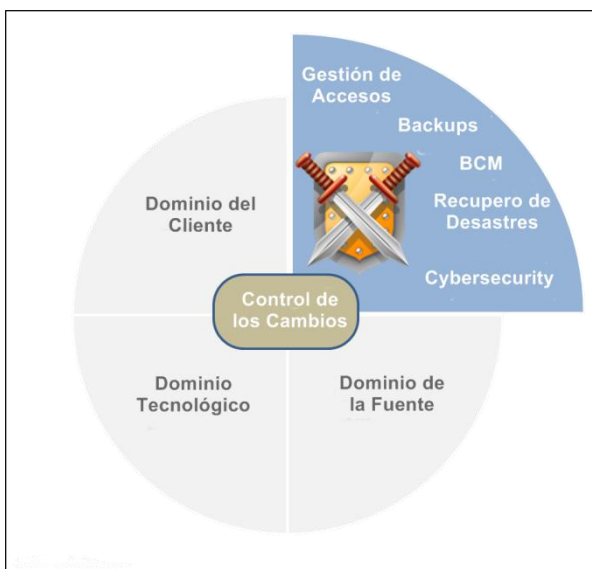 Gestión de
Accesos
Backups
BCM
Recupero de
Desastres
Cybersecurity
Dominio del
Cliente
Control de
los Cambios
Dominio
Tecnológico
Dominio de
la Fuente